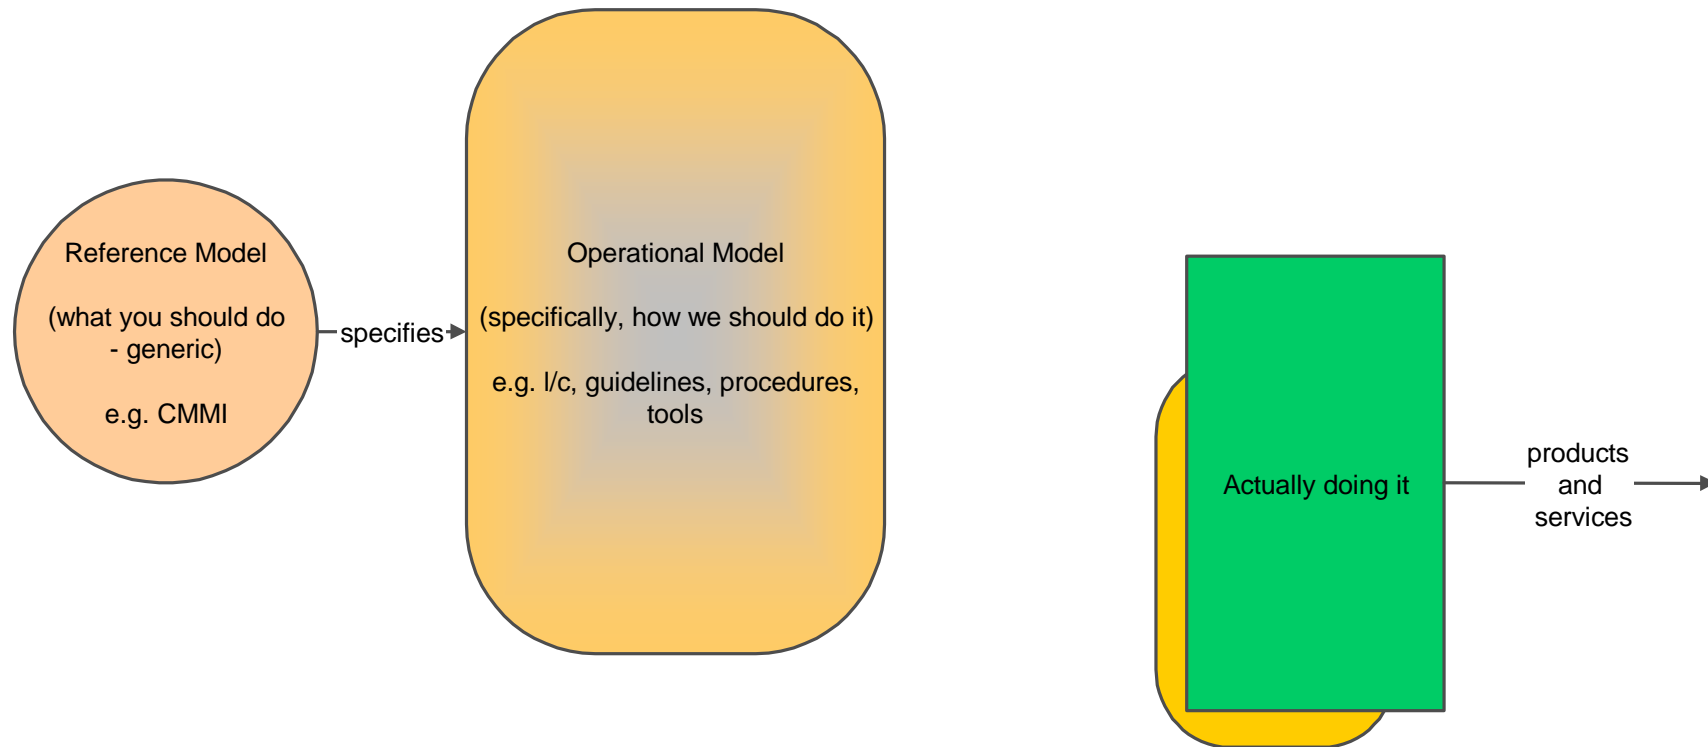 Reference Model
(what you should do
- generic)
e.g. CMMI
specifies
Operational Model
(specifically, how we should do it)
e.g. l/c, guidelines, procedures,
tools
Actually doing it
products
and
services